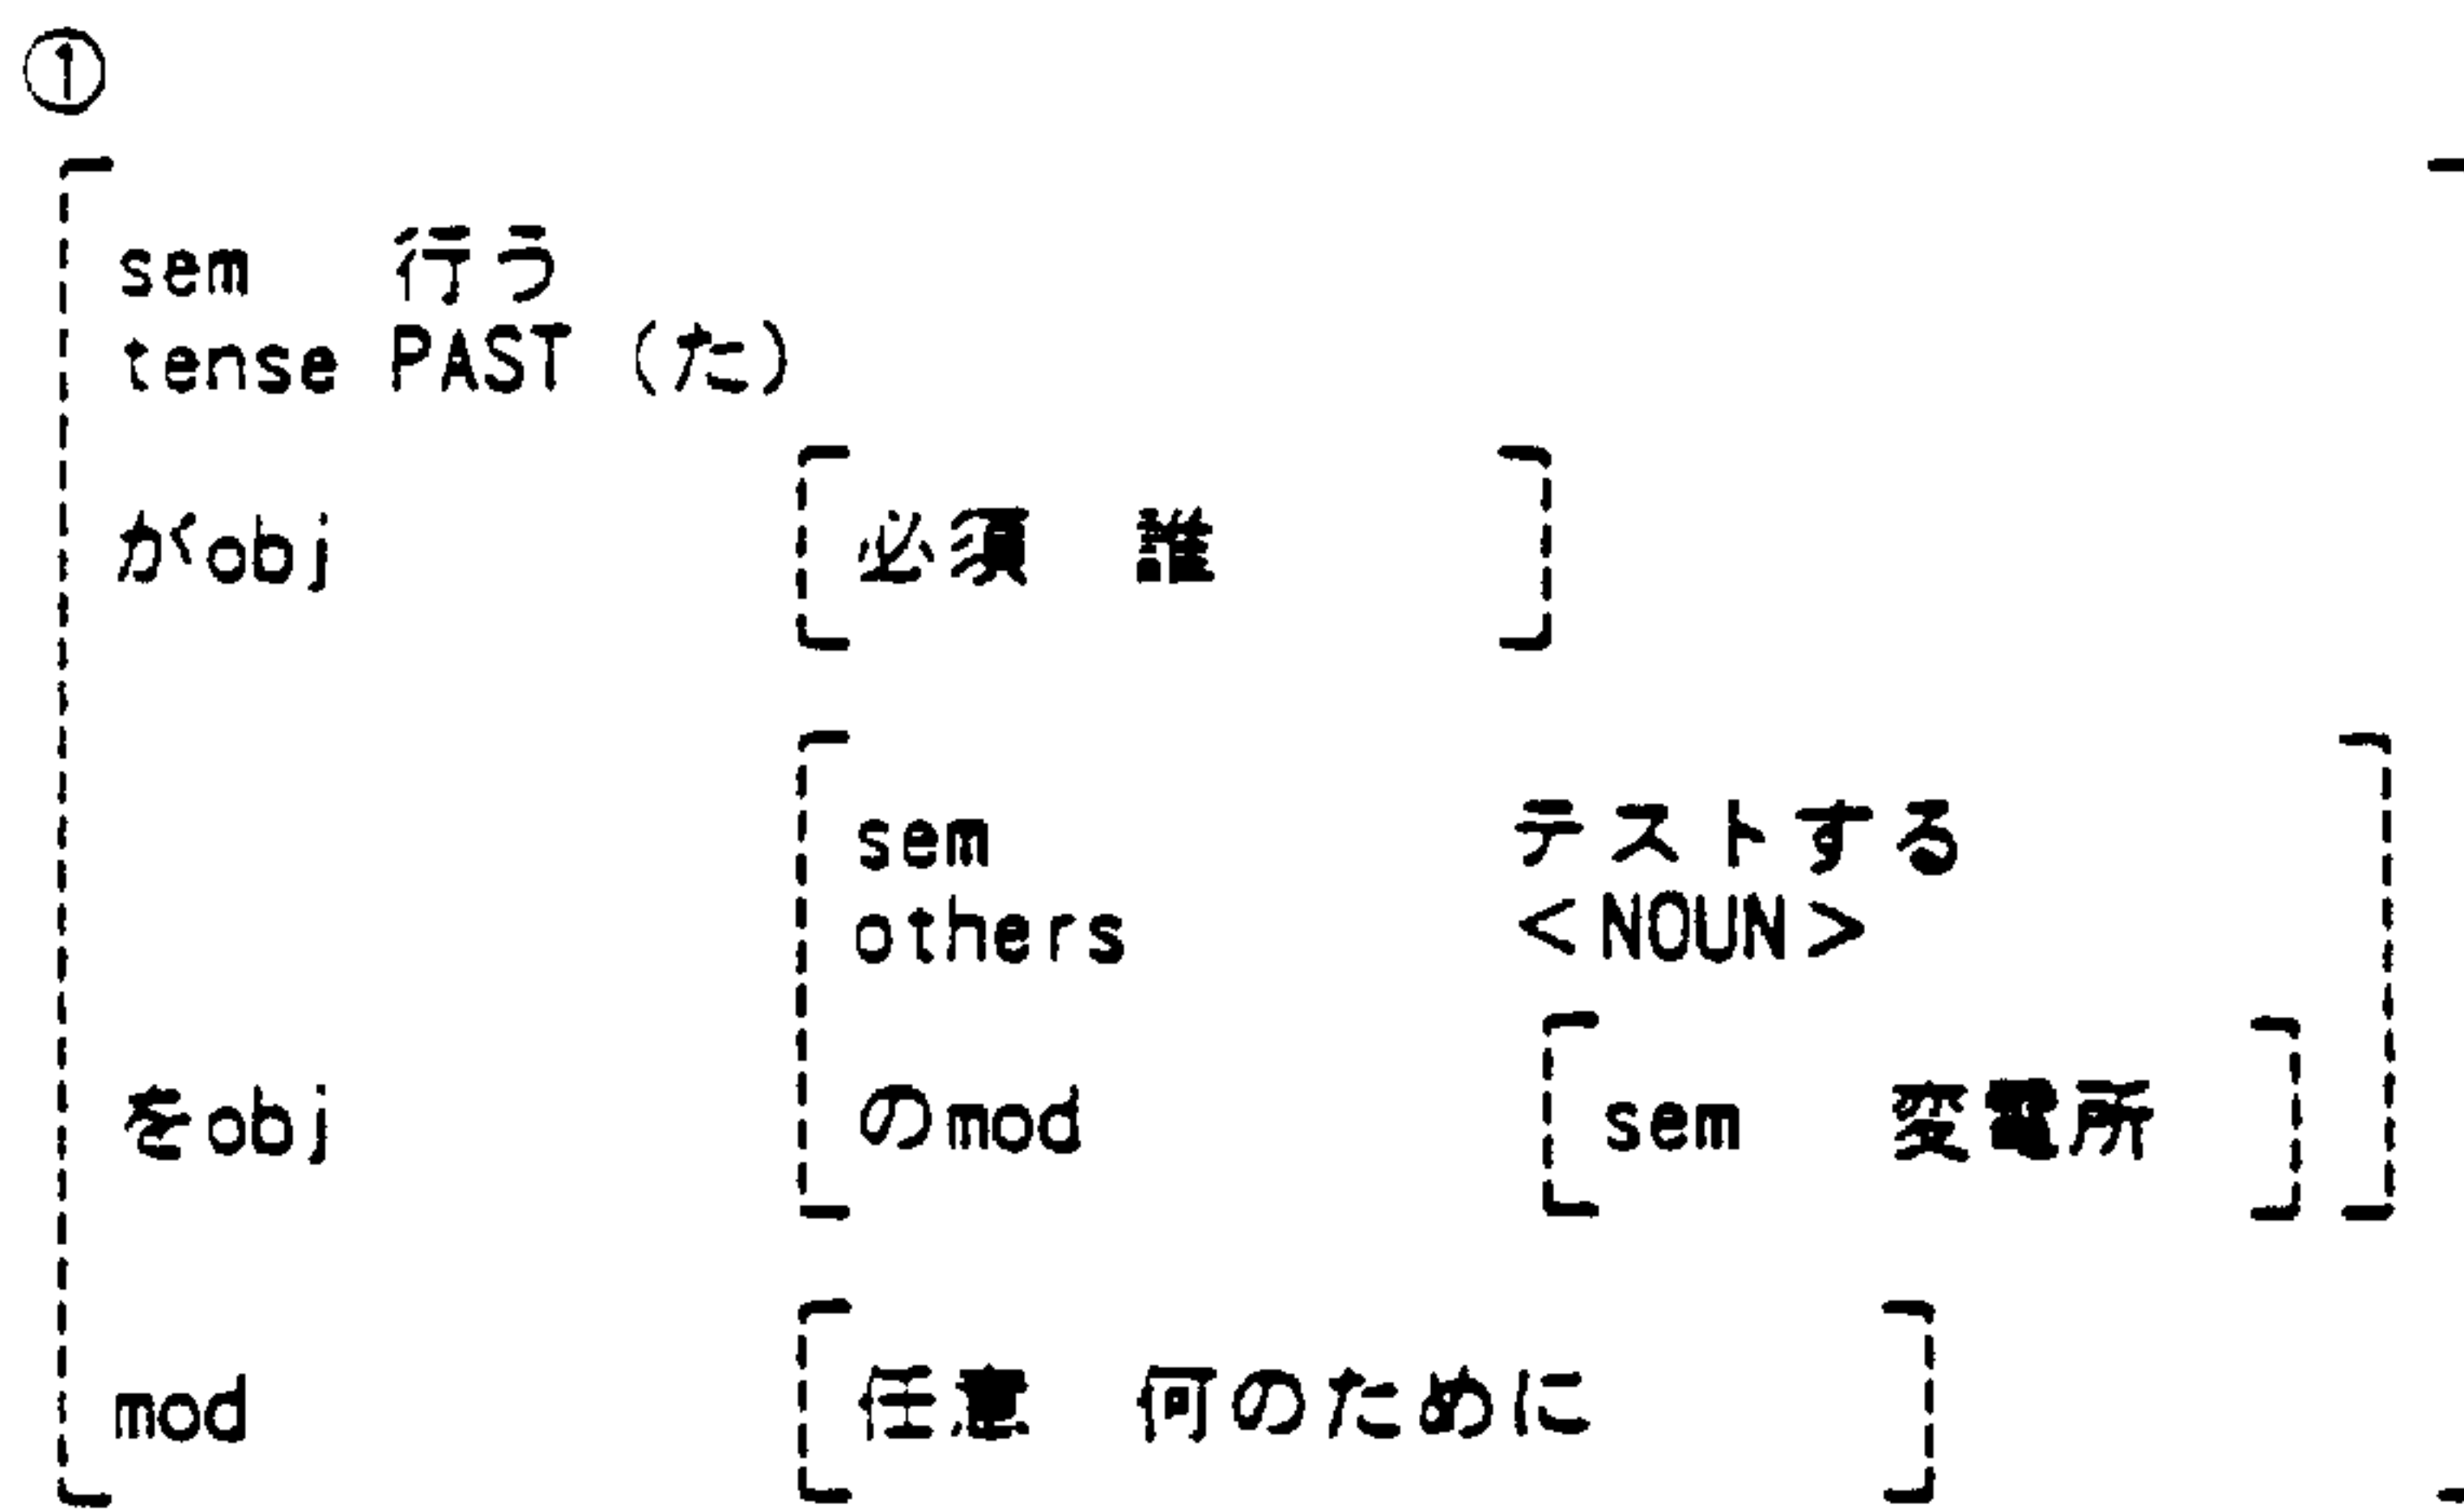 ①
sem 行う
tense PAST (た)
がobj 必須 誰
sem テストする
others <NOUN>
をobj のmod sem 変電所
mod 任意 何のために